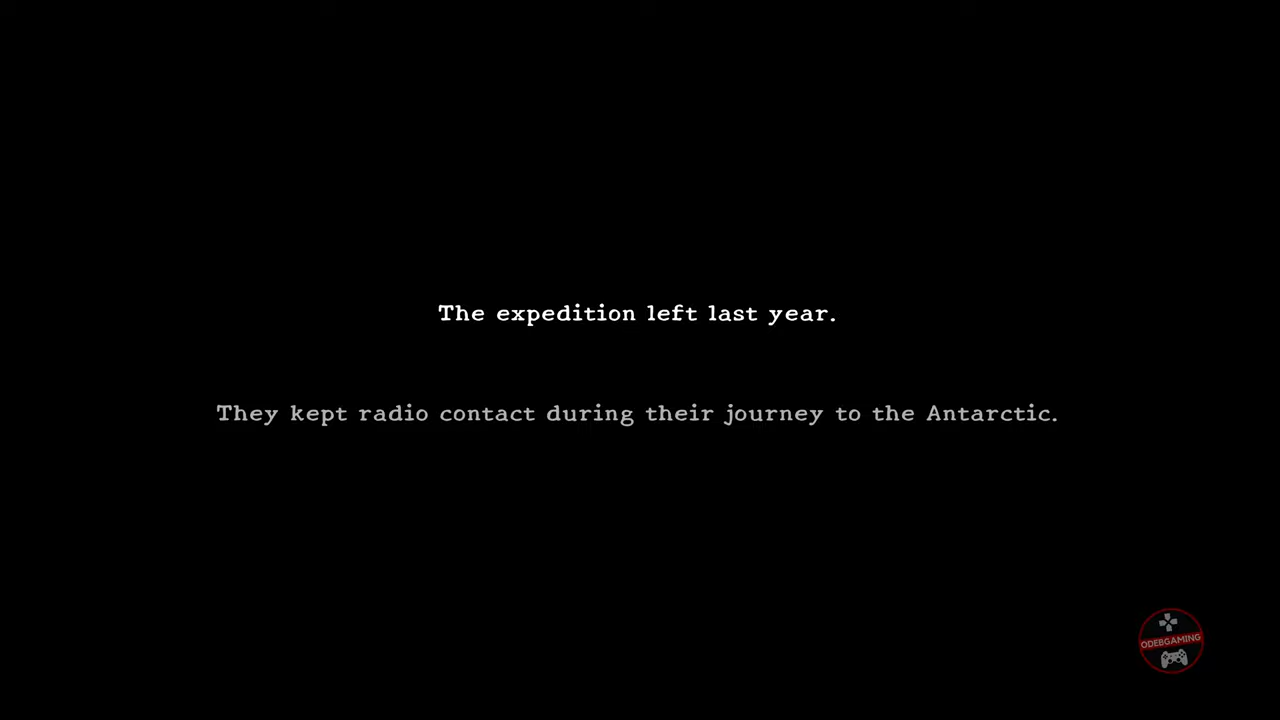 The expedition left last year.
They kept radio contact during their journey to the Antarctic.
ODEBGAMING